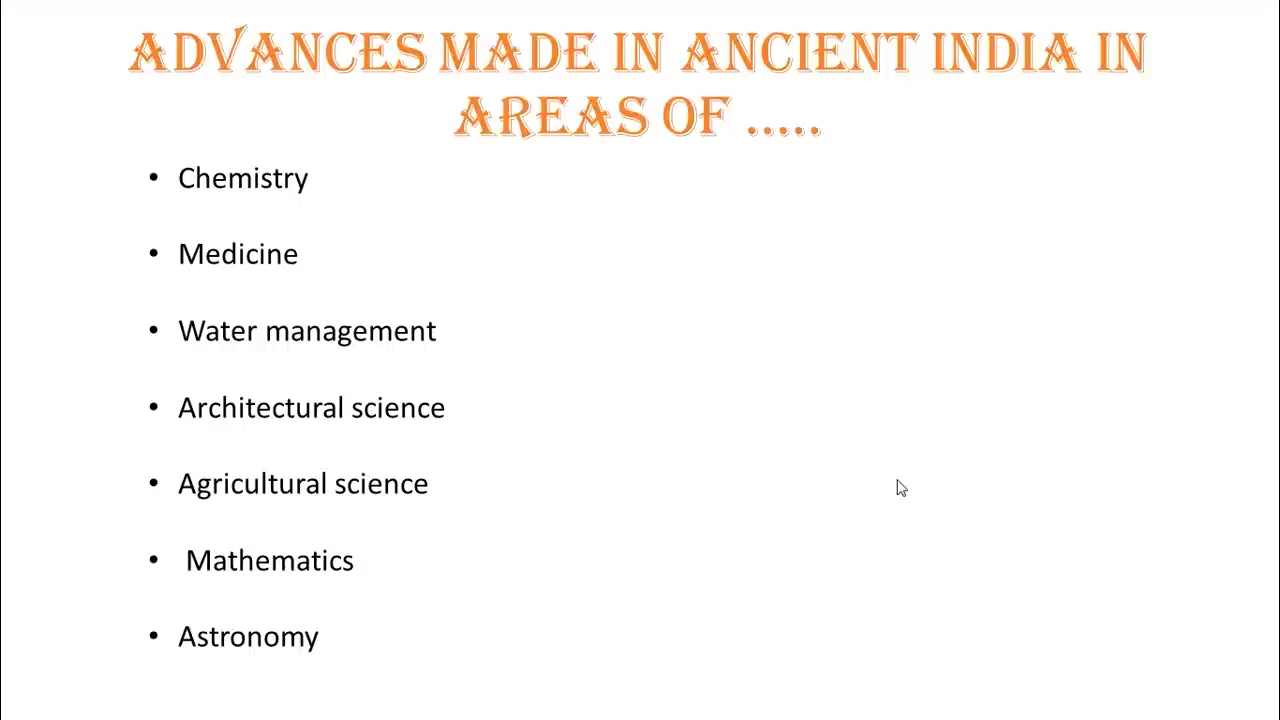 ADVANCES MADE IN ANCIENT INDIA IN
AREAS OF .....
• Chemistry
• Medicine
• Water management
• Architectural science
• Agricultural science
• Mathematics
• Astronomy